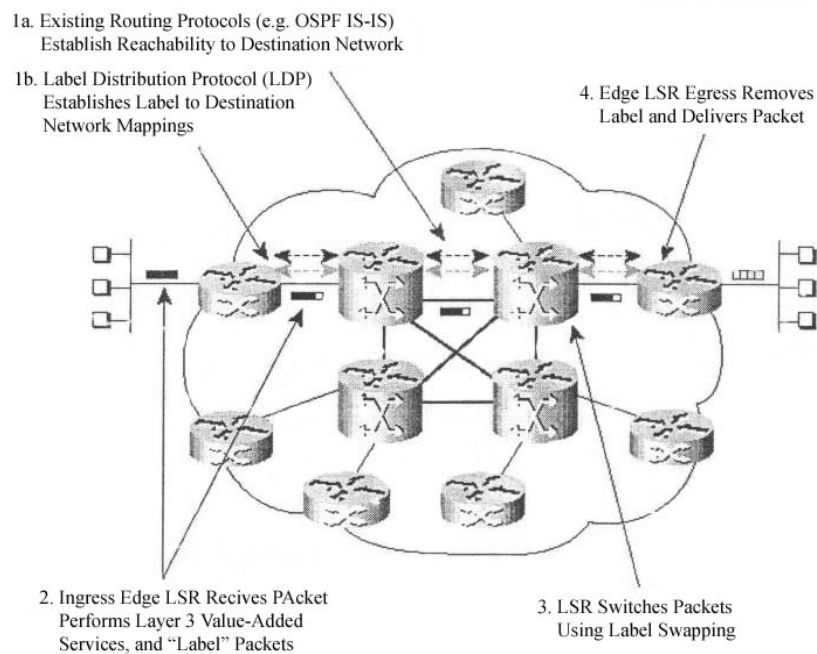 1a. Existing Routing Protocols (e.g. OSPF IS-IS)
Establish Reachability to Destination Network
1b. Label Distribution Protocol (LDP)
Establishes Label to Destination
Network Mappings
4. Edge LSR Egress Removes
Label and Delivers Packet
2. Ingress Edge LSR Recives PAcket
Performs Layer 3 Value-Added
Services, and “Label” Packets
3. LSR Switches Packets
Using Label Swapping